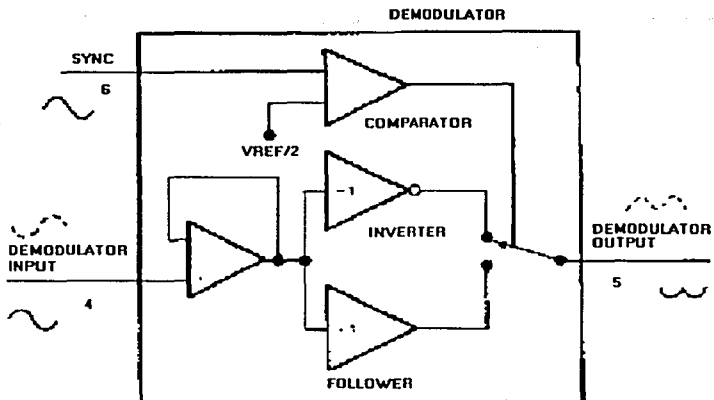 DEMODULATOR
SYNC
6
COMPARATOR
VREF/2
-1
INVERTER
DEMODULATOR
INPUT
4
DEMODULATOR
OUTPUT
5
FOLLOWER